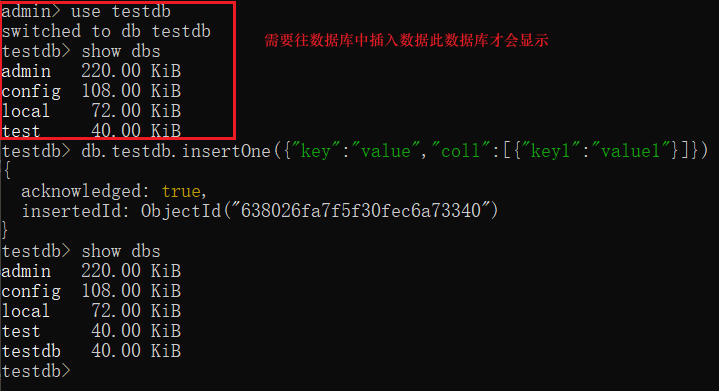 admin> use testdb
switched to db testdb
testdb> show dbs
需要往数据库中插入数据此数据库才会显示
admin   220.00 KiB
config  108.00 KiB
local    72.00 KiB
test     40.00 KiB
testdb> db.testdb.insertOne({"key":"value","coll":[{"key1":"value1"}]})
{
  acknowledged: true,
  insertedId: ObjectId("638026fa7f5f30fec6a73340")
}
testdb> show dbs
admin   220.00 KiB
config  108.00 KiB
local    72.00 KiB
test     40.00 KiB
testdb   40.00 KiB
testdb>